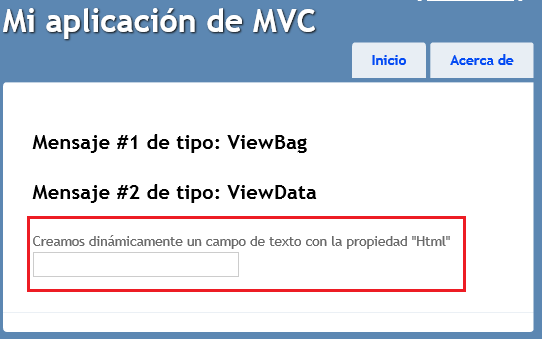 Mi aplicación de MVC
Inicio
Acerca de
Mensaje #1 de tipo: ViewBag
Mensaje #2 de tipo: ViewData
Creamos dinámicamente un campo de texto con la propiedad "Html"